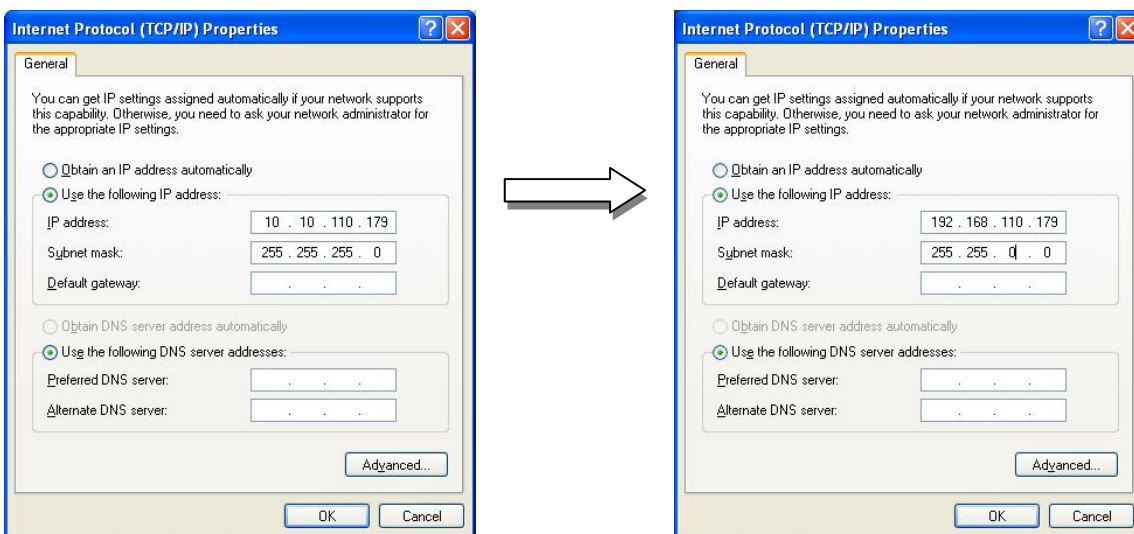 Internet Protocol (TCP/IP) Properties
General
You can get IP settings assigned automatically if your network supports
this capability. Otherwise, you need to ask your network administrator for
the appropriate IP settings.
Obtain an IP address automatically
Use the following IP address:
IP address: 10 . 10 . 110 . 179
Subnet mask: 255 . 255 . 255 . 0
Default gateway: . . .
Obtain DNS server address automatically
Use the following DNS server addresses:
Preferred DNS server: . . .
Alternate DNS server: . . .
Advanced...
OK Cancel
Internet Protocol (TCP/IP) Properties
General
You can get IP settings assigned automatically if your network supports
this capability. Otherwise, you need to ask your network administrator for
the appropriate IP settings.
Obtain an IP address automatically
Use the following IP address:
IP address: 192 . 168 . 110 . 179
Subnet mask: 255 . 255 . 0 . 0
Default gateway: . . .
Obtain DNS server address automatically
Use the following DNS server addresses:
Preferred DNS server: . . .
Alternate DNS server: . . .
Advanced...
OK Cancel